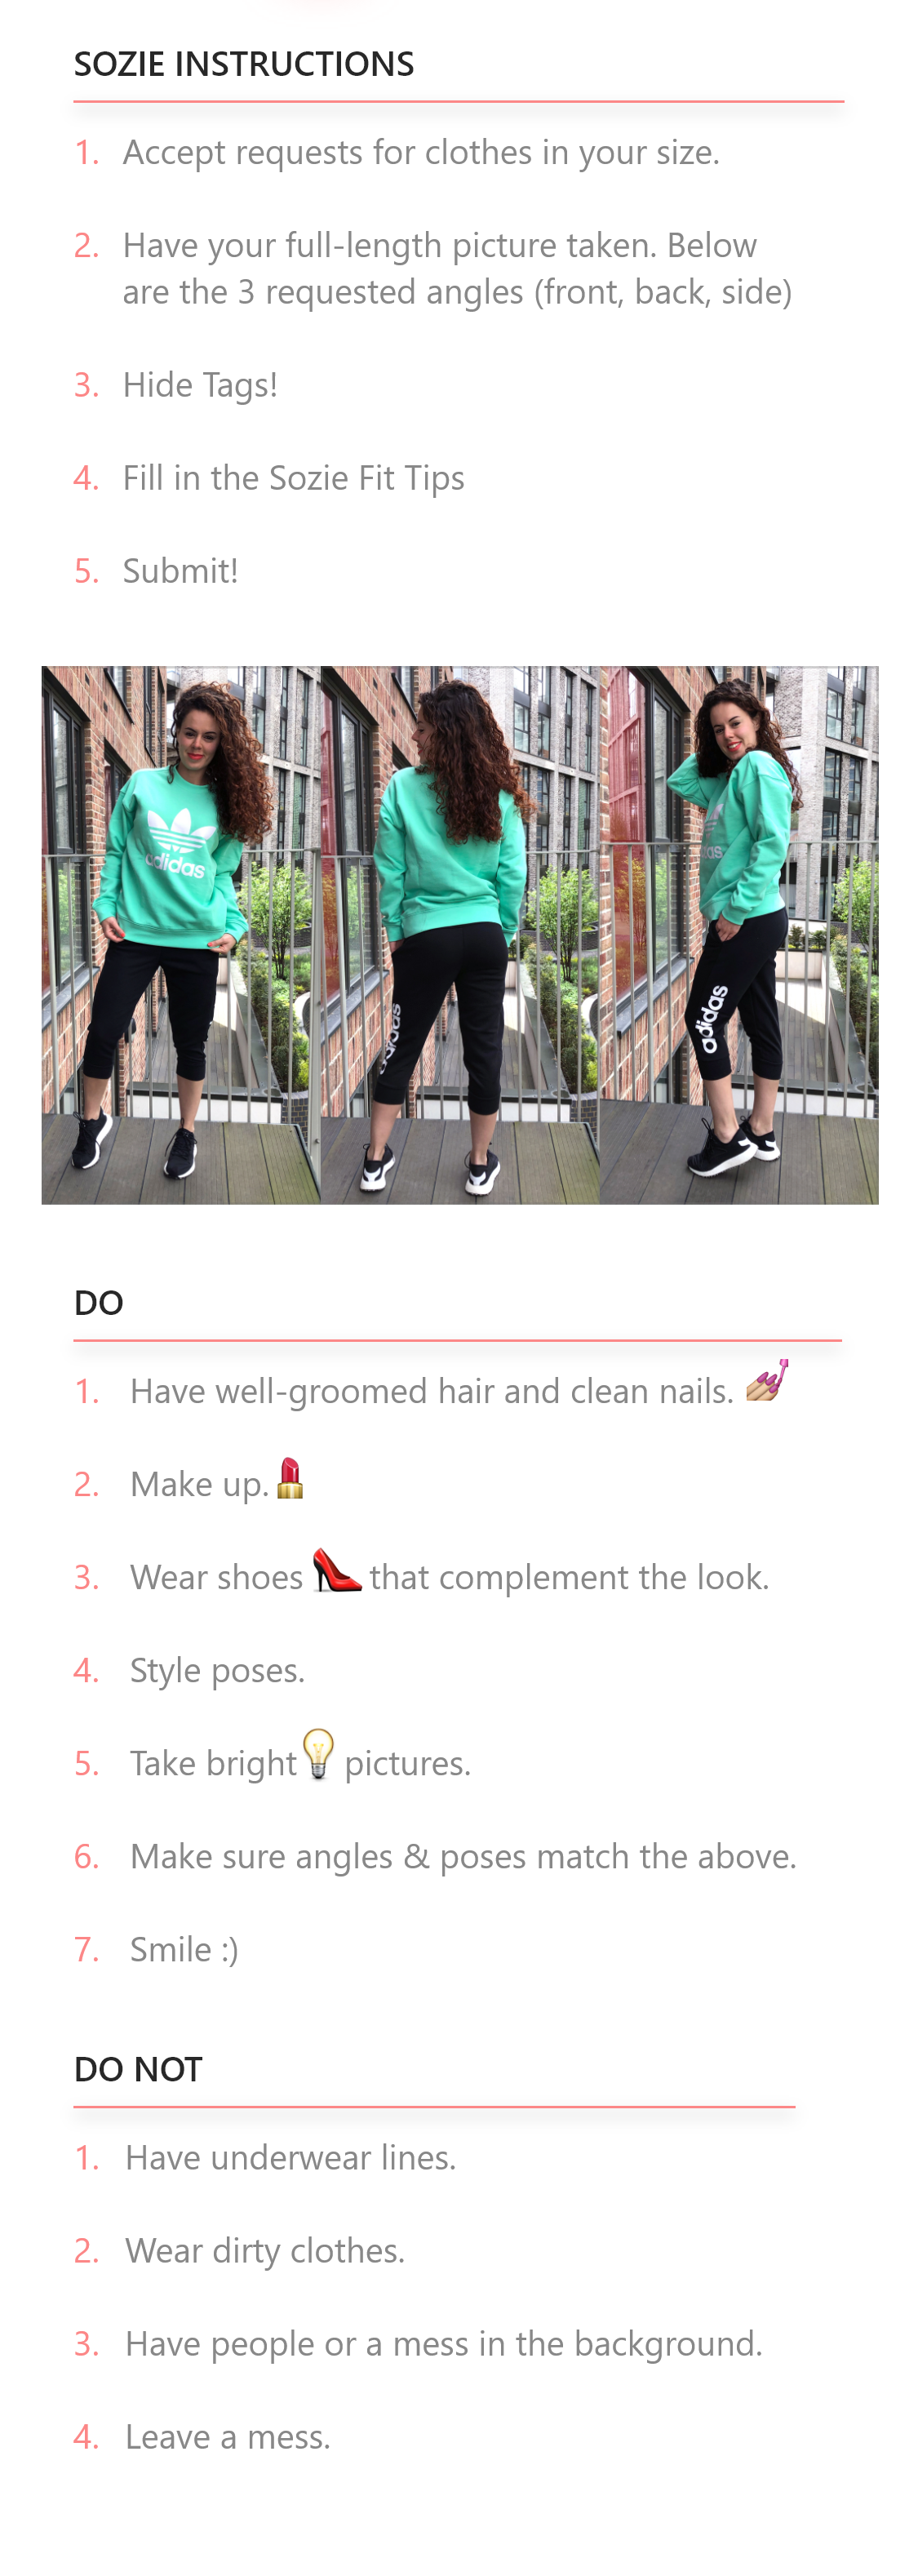 SOZIE INSTRUCTIONS
1. Accept requests for clothes in your size.
2. Have your full-length picture taken. Below
are the 3 requested angles (front, back, side)
3. Hide Tags!
4. Fill in the Sozie Fit Tips
5. Submit!
adidas
adidas
adidas
DO
1. Have well-groomed hair and clean nails. 💅
2. Make up. 💄
3. Wear shoes 👠 that complement the look.
4. Style poses.
5. Take bright 💡 pictures.
6. Make sure angles & poses match the above.
7. Smile :)
DO NOT
1. Have underwear lines.
2. Wear dirty clothes.
3. Have people or a mess in the background.
4. Leave a mess.